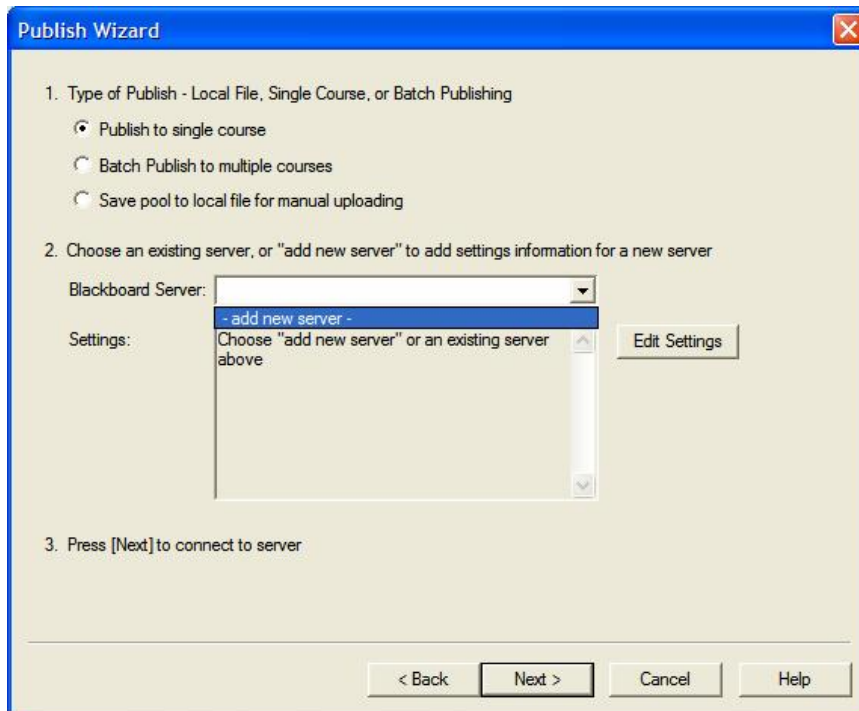 Publish Wizard
1. Type of Publish - Local File, Single Course, or Batch Publishing
Publish to single course
Batch Publish to multiple courses
Save pool to local file for manual uploading
2. Choose an existing server, or "add new server" to add settings information for a new server
Blackboard Server:
- add new server -
Settings:
Choose "add new server" or an existing server
above
Edit Settings
3. Press [Next] to connect to server
< Back
Next >
Cancel
Help